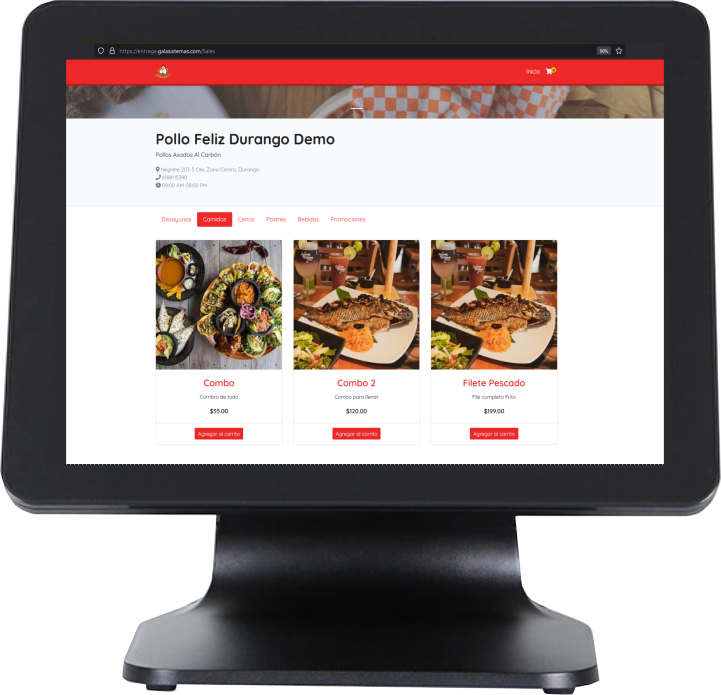 https://entrega.galasistemas.com/Sales
90%
Inicio
Pollo Feliz Durango Demo
Pollos Asados Al Carbón
Negrete 203-5 Ote, Zona Centro, Durango
6188115390
09:00 AM-08:00 PM
Desayunos Comidas Cenas Postres Bebidas Promociones
Combo
Combro de todo
$55.00
Agregar al carrito
Combo 2
Combo para llenar
$120.00
Agregar al carrito
Filete Pescado
File completo Frito
$199.00
Agregar al carrito